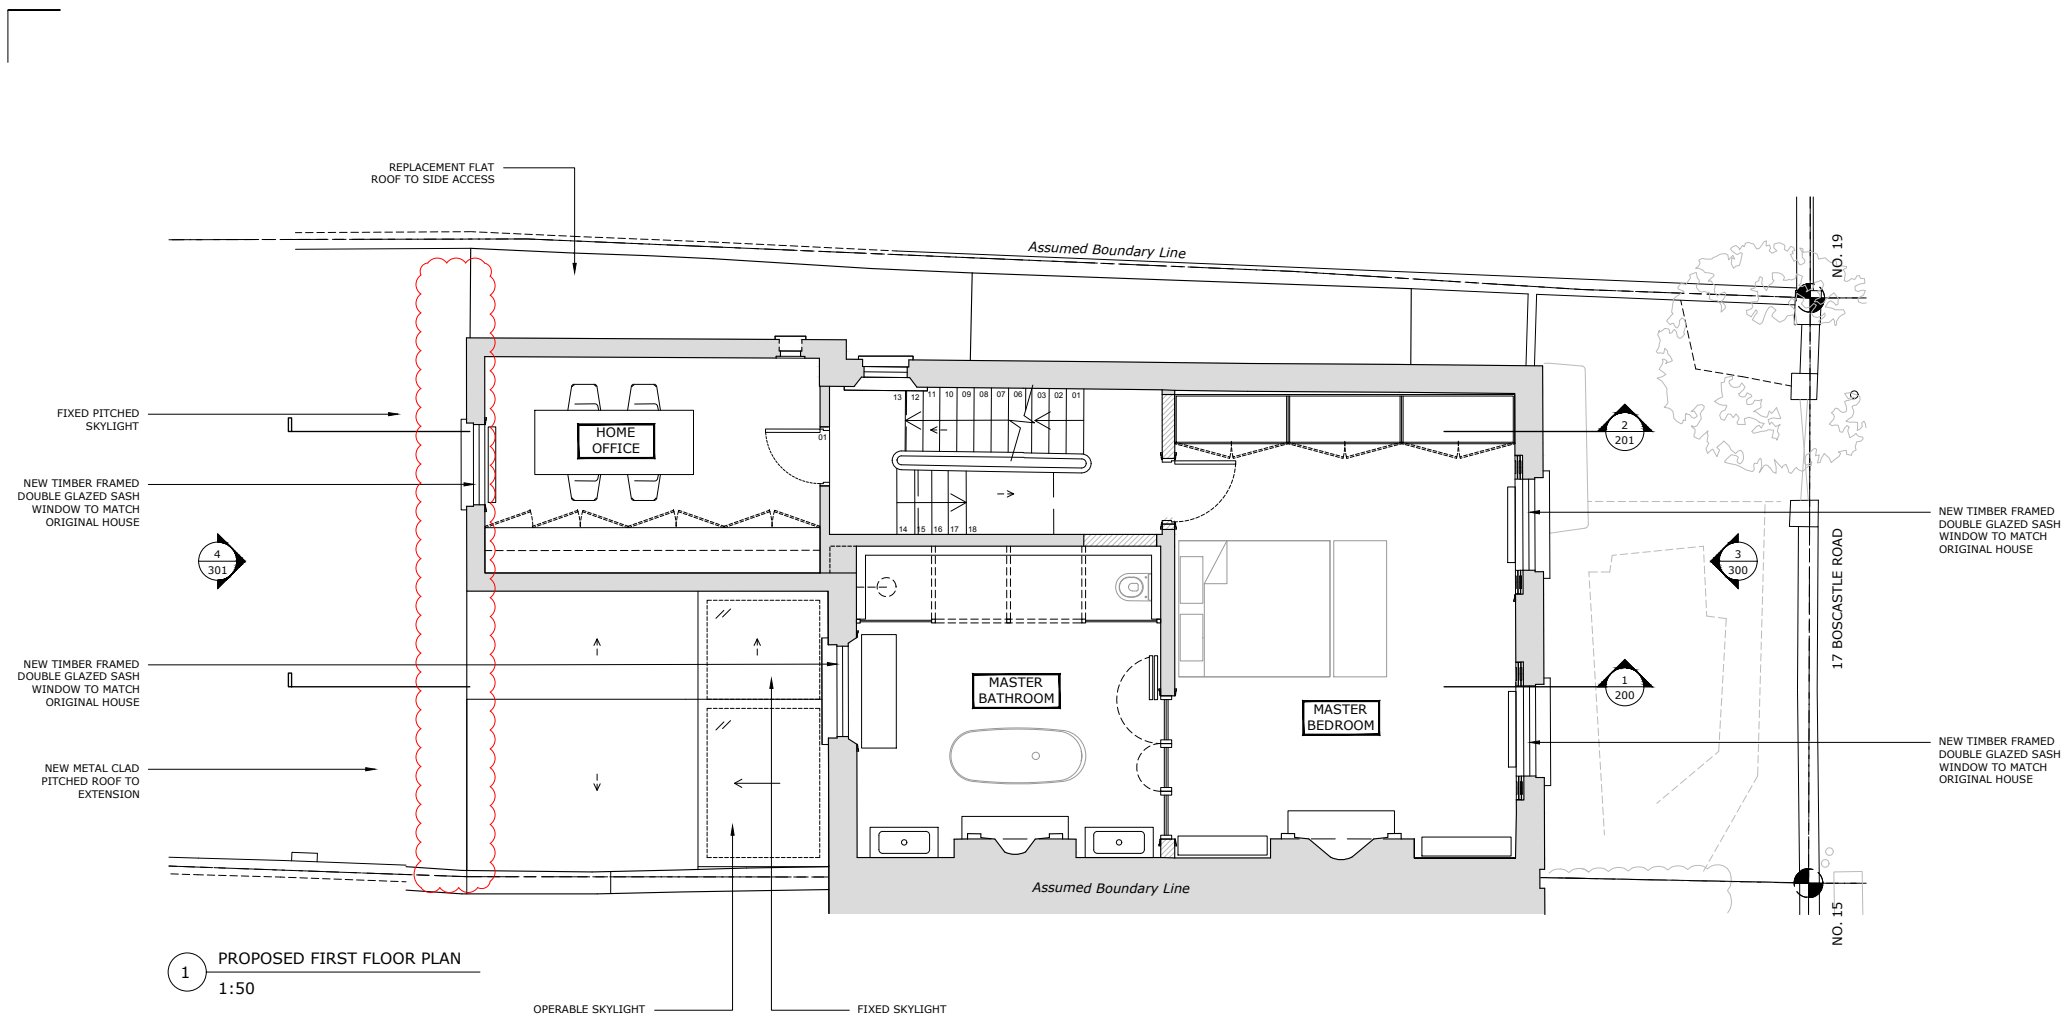 REPLACEMENT FLAT
ROOF TO SIDE ACCESS
Assumed Boundary Line
NO. 19
FIXED PITCHED
SKYLIGHT
HOME
OFFICE
01
13
12
11
10
09
08
07
06
03
02
01
2
201
NEW TIMBER FRAMED
DOUBLE GLAZED SASH
WINDOW TO MATCH
ORIGINAL HOUSE
14
15
16
17
18
NEW TIMBER FRAMED
DOUBLE GLAZED SASH
WINDOW TO MATCH
ORIGINAL HOUSE
4
301
3
300
17 BOSCASTLE ROAD
NEW TIMBER FRAMED
DOUBLE GLAZED SASH
WINDOW TO MATCH
ORIGINAL HOUSE
MASTER
BATHROOM
MASTER
BEDROOM
1
200
NEW TIMBER FRAMED
DOUBLE GLAZED SASH
WINDOW TO MATCH
ORIGINAL HOUSE
NEW METAL CLAD
PITCHED ROOF TO
EXTENSION
Assumed Boundary Line
NO. 15
1
PROPOSED FIRST FLOOR PLAN
1:50
OPERABLE SKYLIGHT
FIXED SKYLIGHT